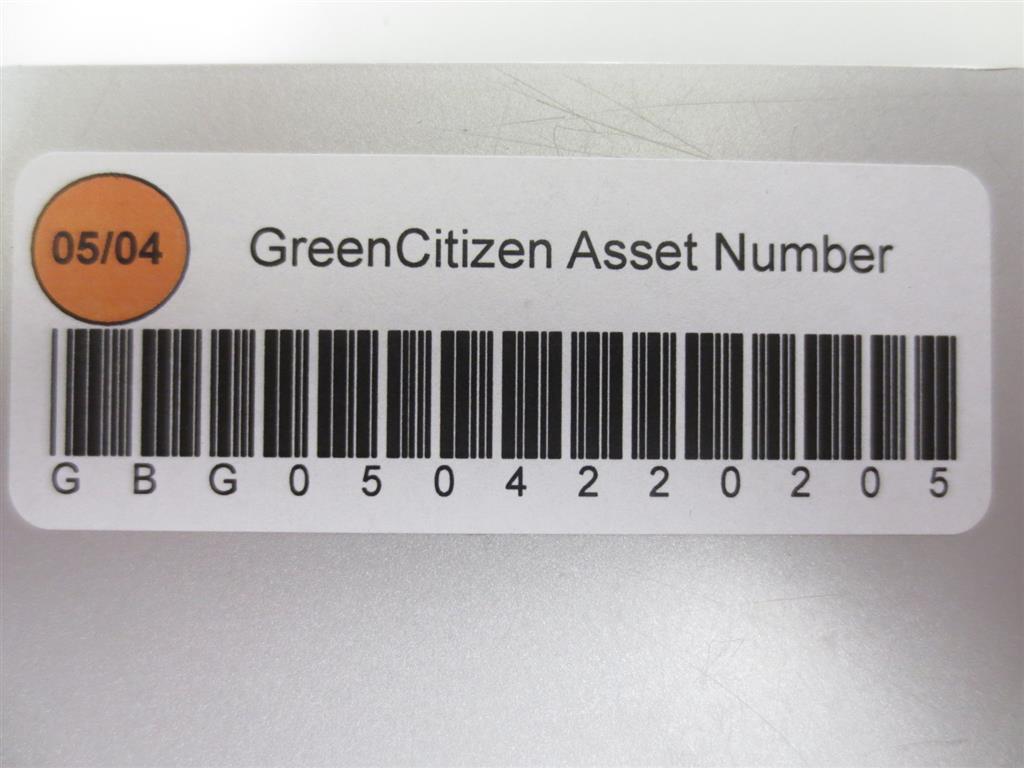 05/04
GreenCitizen Asset Number
G B G 0 5 0 4 2 2 0 2 0 5